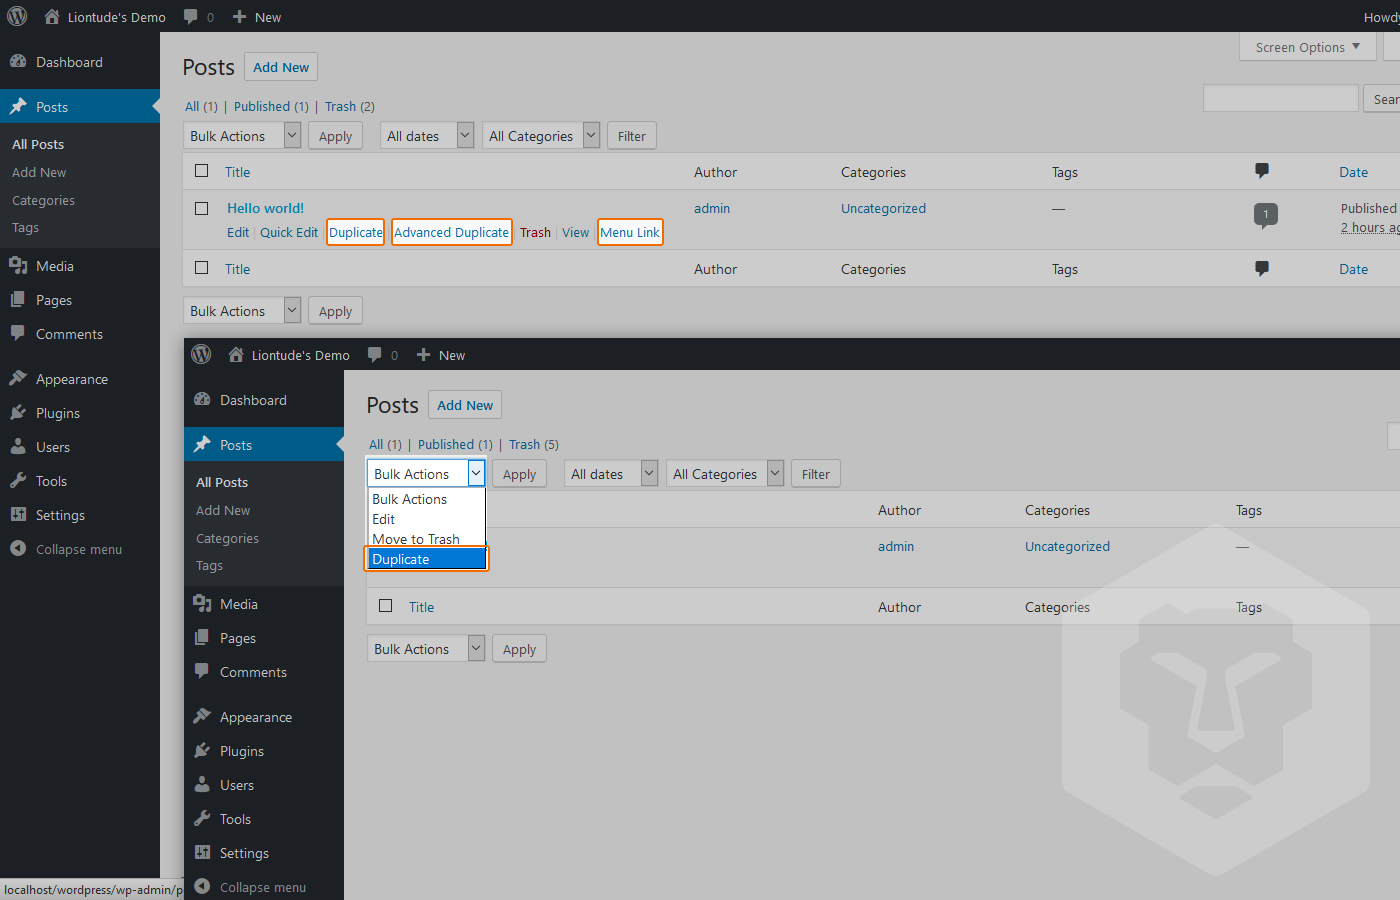 Liontude's Demo 0 New Howdy
Dashboard
Posts
All Posts
Add New
Categories
Tags
Media
Pages
Comments
Appearance
Plugins
Users
Tools
Settings
Collapse menu
Screen Options
Posts Add New
All (1) | Published (1) | Trash (2)
Sear
Bulk Actions Apply All dates All Categories Filter
Title Author Categories Tags Date
Hello world! admin Uncategorized — 1 Published
Edit | Quick Edit | Duplicate | Advanced Duplicate | Trash | View | Menu Link 2 hours ag
Title Author Categories Tags Date
Bulk Actions Apply
Liontude's Demo 0 New
Dashboard
Posts
All Posts
Add New
Categories
Tags
Media
Pages
Comments
Appearance
Plugins
Users
Tools
Settings
Collapse menu
Posts Add New
All (1) | Published (1) | Trash (5)
Bulk Actions Apply All dates All Categories Filter
Bulk Actions
Edit
Move to Trash
Duplicate
Author Categories Tags
admin Uncategorized —
Title Author Categories Tags
Bulk Actions Apply
localhost/wordpress/wp-admin/p